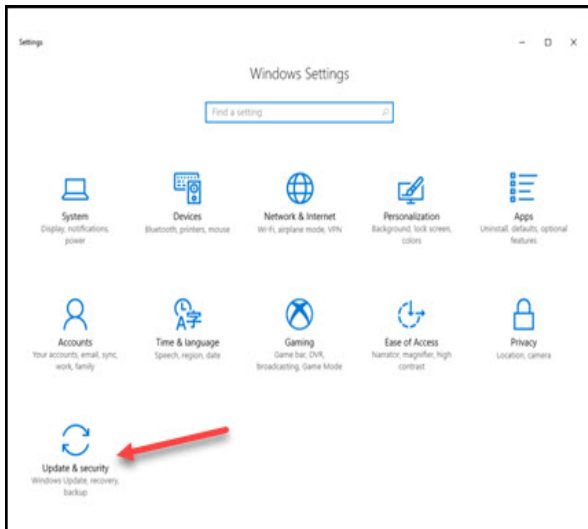 Settings
Windows Settings
Find a setting
System
Display, notifications,
power
Devices
Bluetooth, printers, mouse
Network & Internet
Wi-Fi, airplane mode, VPN
Personalization
Background, lock screen,
colors
Apps
Uninstall, defaults, optional
features
Accounts
Your accounts, email, sync,
work, family
Time & language
Speech, region, date
Gaming
Game bar, DVR,
broadcasting, Game Mode
Ease of Access
Narrator, magnifier, high
contrast
Privacy
Location, camera
Update & security
Windows Update, recovery,
backup